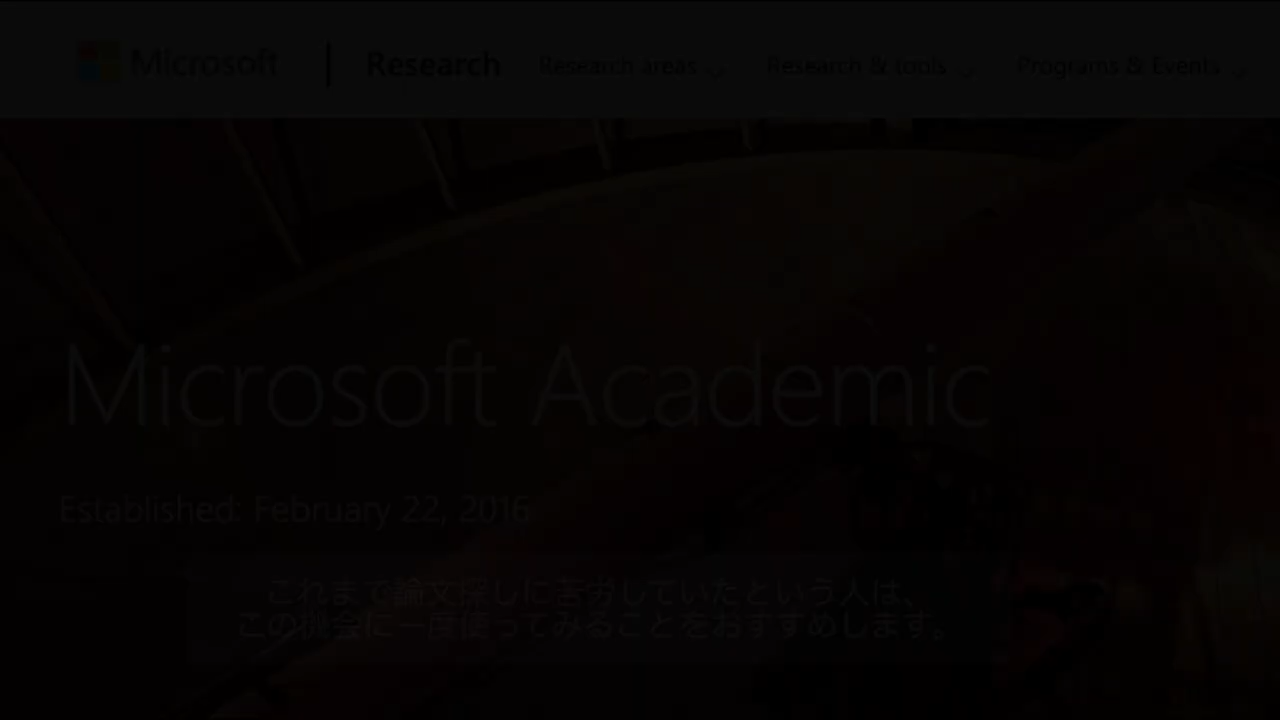 Microsoft | Research Research areas Research & tools Programs & Events
Microsoft Academic
Established: February 22, 2016
これまで論文探しに苦労していたという人は、
この機会に一度使ってみることをおすすめします。